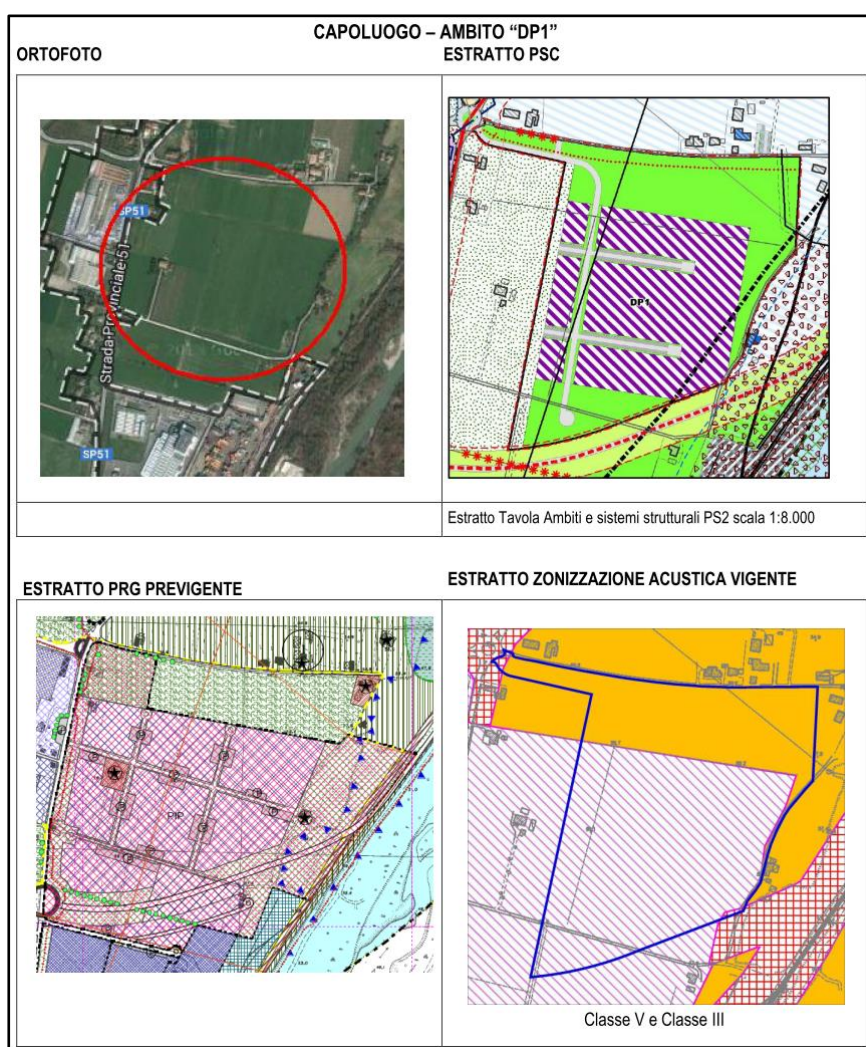 CAPOLUOGO – AMBITO “DP1”
ORTOFOTO
ESTRATTO PSC
SP51
Strada Provinciale 51
SP51
DP1
Estratto Tavola Ambiti e sistemi strutturali PS2 scala 1:8.000
ESTRATTO PRG PREVIGENTE
ESTRATTO ZONIZZAZIONE ACUSTICA VIGENTE
PIP
Classe V e Classe III